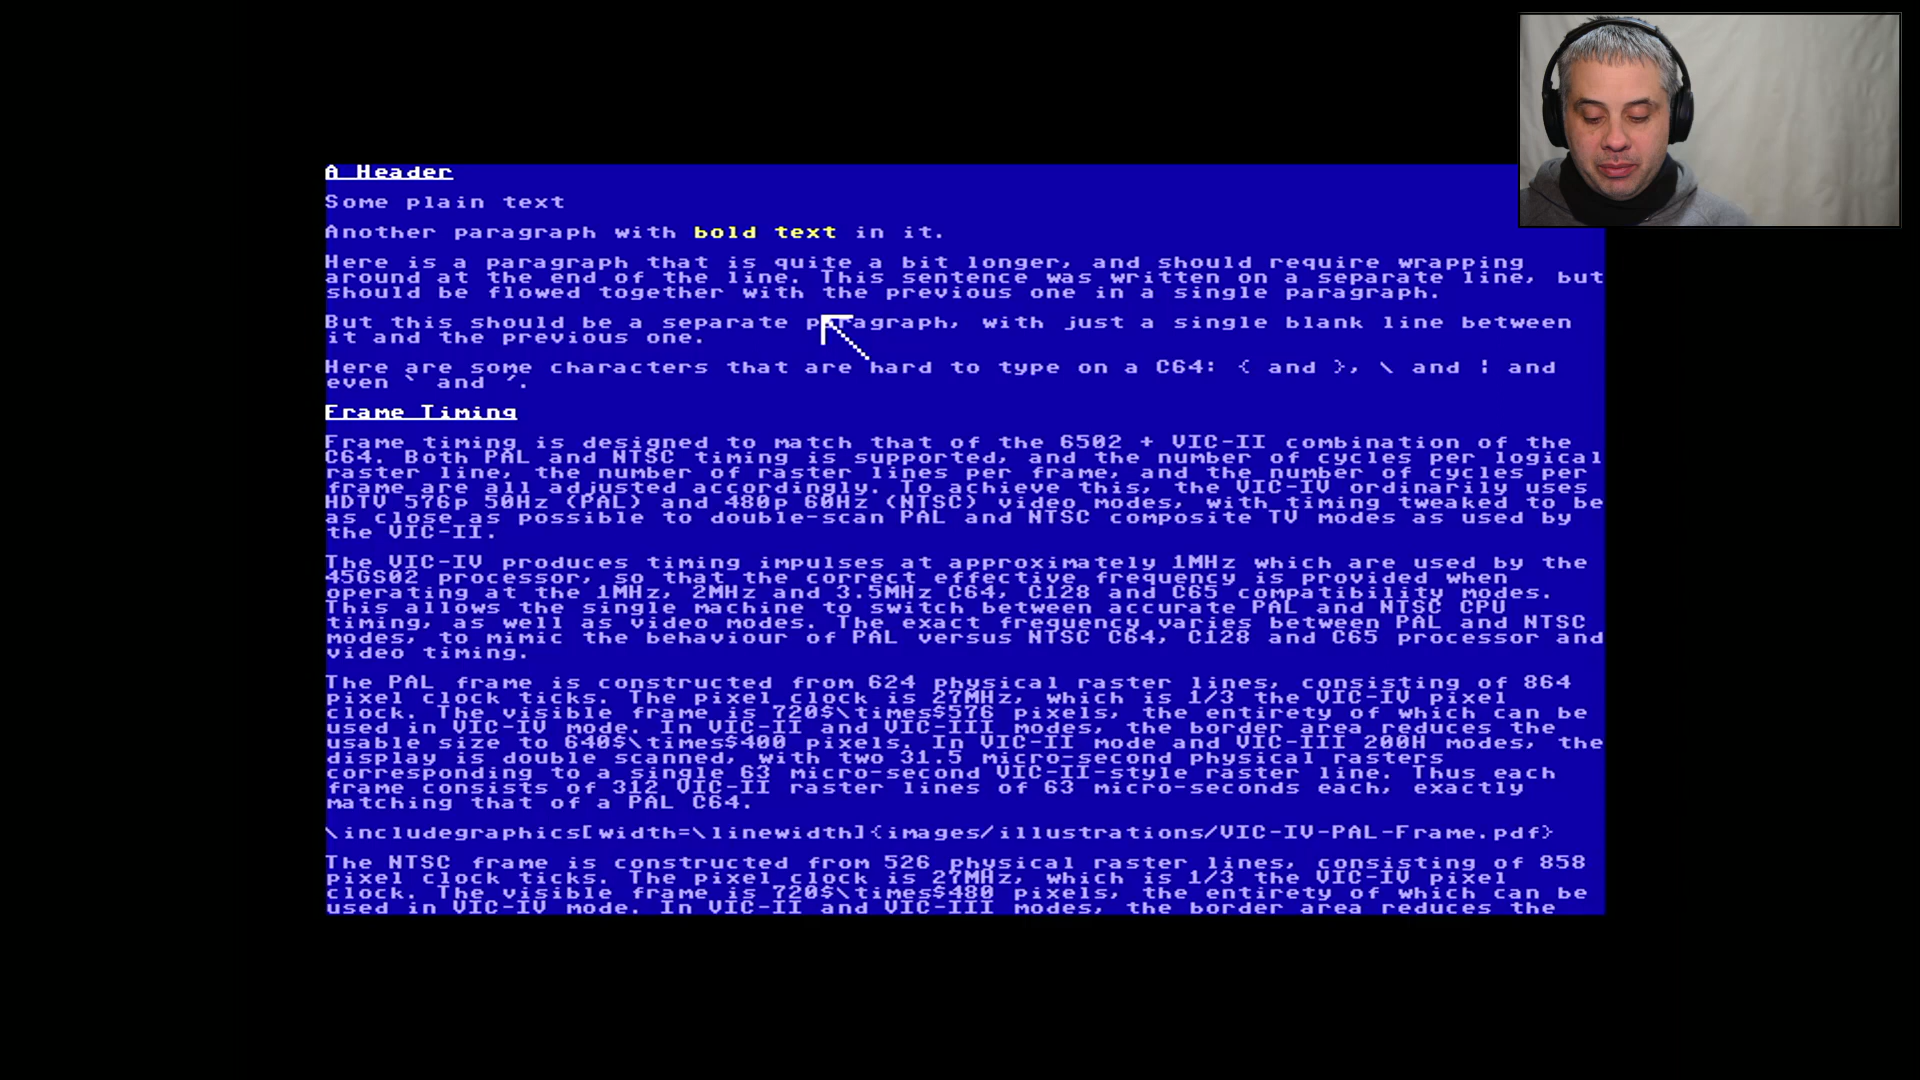 A Header
Some plain text
Another paragraph with bold text in it.
Here is a paragraph that is quite a bit longer, and should require wrapping
around at the end of the line. This sentence was written on a separate line, but
should be flowed together with the previous one in a single paragraph.
But this should be a separate paragraph, with just a single blank line between
it and the previous one.
Here are some characters that are hard to type on a C64: { and }, \ and ¦ and
even ` and ´.
Frame Timing
Frame timing is designed to match that of the 6502 + VIC-II combination of the
C64. Both PAL and NTSC timing is supported, and the number of cycles per logical
raster line, the number of raster lines per frame, and the number of cycles per
frame are all adjusted accordingly. To achieve this, the VIC-IV ordinarily uses
HDTV 576p 50Hz (PAL) and 480p 60Hz (NTSC) video modes, with timing tweaked to be
as close as possible to double-scan PAL and NTSC composite TV modes as used by
the VIC-II.
The VIC-IV produces timing impulses at approximately 1MHz which are used by the
45GS02 processor, so that the correct effective frequency is provided when
operating at the 1MHz, 2MHz and 3.5MHz C64, C128 and C65 compatibility modes.
This allows the single machine to switch between accurate PAL and NTSC CPU
timing, as well as video modes. The exact frequency varies between PAL and NTSC
modes, to mimic the behaviour of PAL versus NTSC C64, C128 and C65 processor and
video timing.
The PAL frame is constructed from 624 physical raster lines, consisting of 864
pixel clock ticks. The pixel clock is 27MHz, which is 1/3 the VIC-IV pixel
clock. The visible frame is 720$\times$576 pixels, the entirety of which can be
used in VIC-IV mode. In VIC-II and VIC-III modes, the border area reduces the
usable size to 640$\times$400 pixels. In VIC-II mode and VIC-III 200H modes, the
display is double scanned, with two 31.5 micro-second physical rasters
corresponding to a single 63 micro-second VIC-II-style raster line. Thus each
frame consists of 312 VIC-II raster lines of 63 micro-seconds each, exactly
matching that of a PAL C64.
\includegraphics[width=\linewidth]{images/illustrations/VIC-IV-PAL-Frame.pdf}
The NTSC frame is constructed from 526 physical raster lines, consisting of 858
pixel clock ticks. The pixel clock is 27MHz, which is 1/3 the VIC-IV pixel
clock. The visible frame is 720$\times$480 pixels, the entirety of which can be
used in VIC-IV mode. In VIC-II and VIC-III modes, the border area reduces the